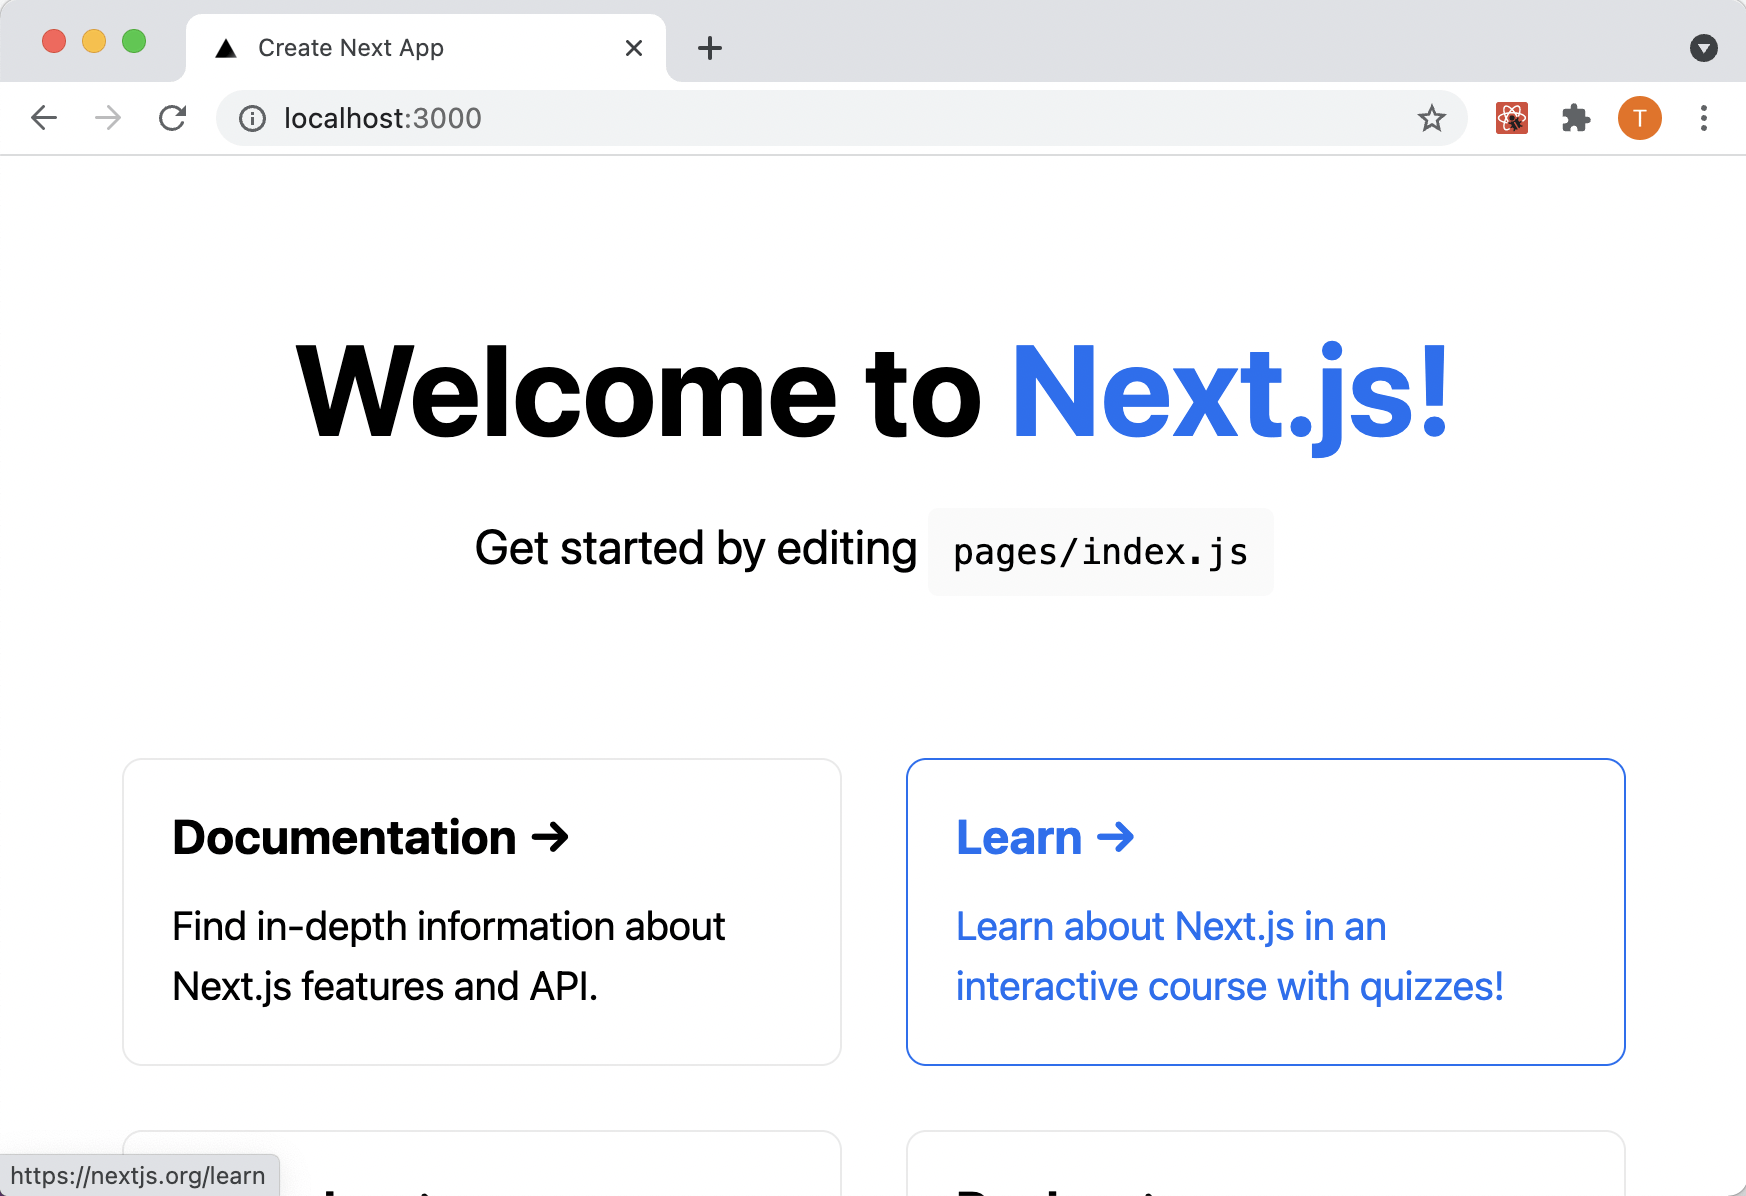 Create Next App
localhost:3000
T
Welcome to Next.js!
Get started by editing pages/index.js
Documentation →
Learn →
Find in-depth information about
Next.js features and API.
Learn about Next.js in an
interactive course with quizzes!
https://nextjs.org/learn